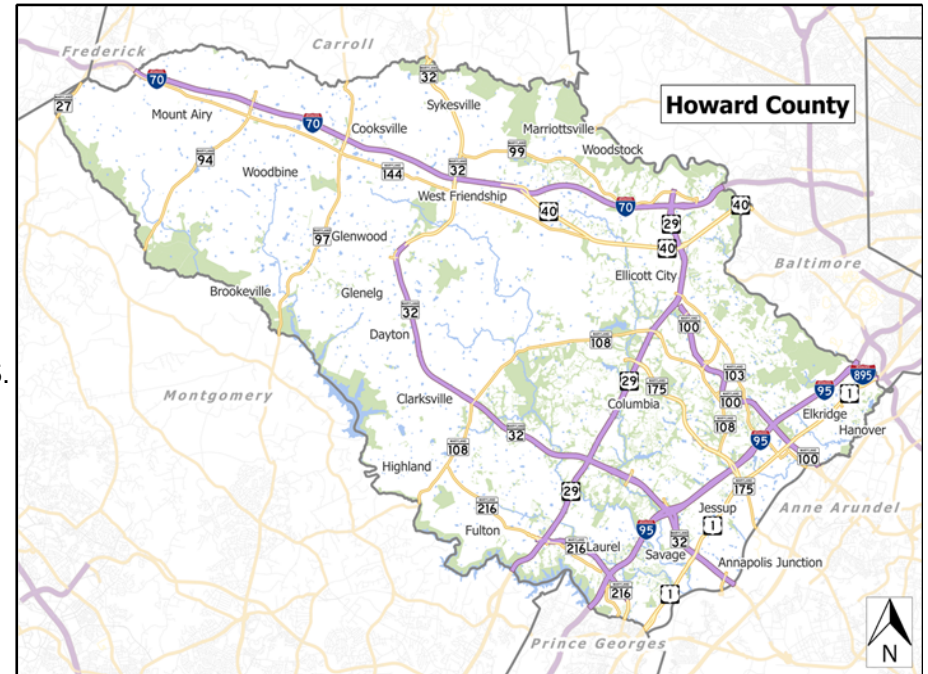 Frederick
Carroll
Howard County
MARYLAND 32
INTERSTATE 70
MARYLAND 27
Sykesville
Mount Airy
70
Cooksville
Marriottsville
99
Woodstock
94
32
144
Woodbine
West Friendship
40
70
40
29
97
Glenwood
40
Baltimore
Ellicott City
Brookeville
Glenelg
32
Dayton
100
108
103
895
95
29
175
1
Montgomery
Columbia
100
Elkridge
Clarksville
108
Hanover
32
95
108
100
Highland
175
29
216
Jessup
Anne Arundel
1
Fulton
95
32
216
Laurel
Savage
Annapolis Junction
216
1
Prince Georges
N
s.